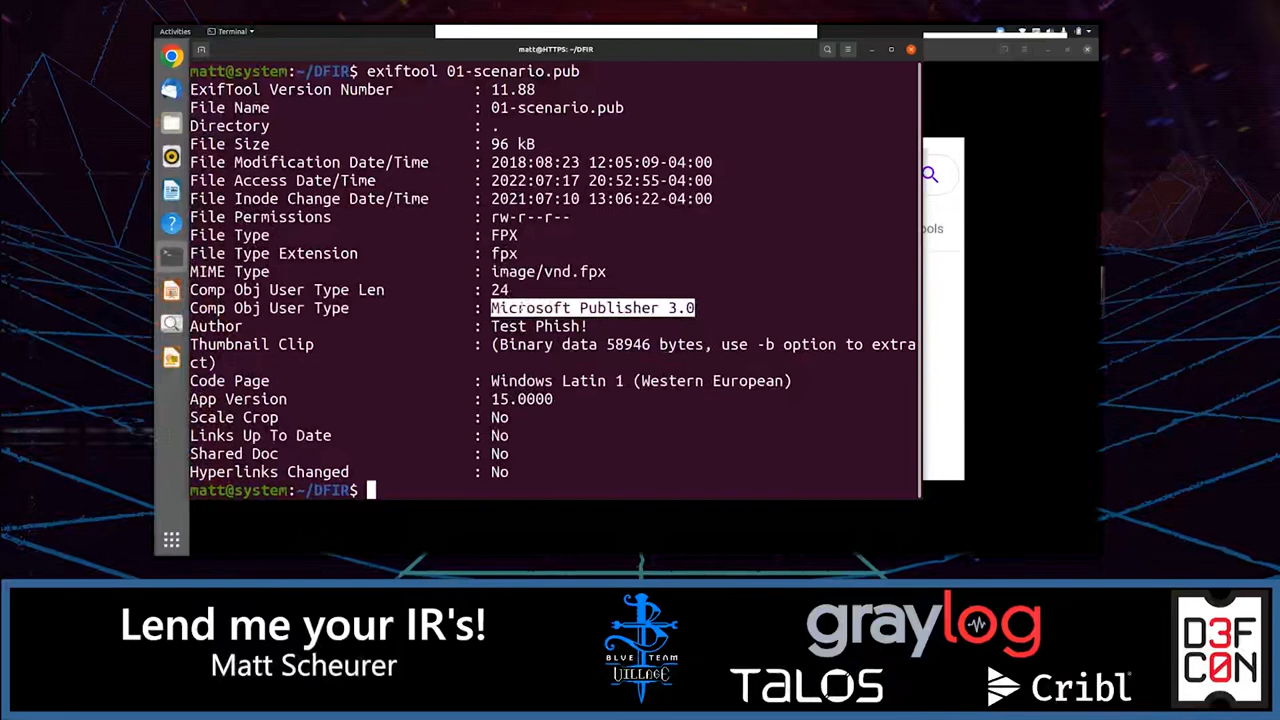 Activities
Terminal
matt@HTTPS: ~/DFIR
matt@system:~/DFIR$ exiftool 01-scenario.pub
ExifTool Version Number : 11.88
File Name : 01-scenario.pub
Directory : .
File Size : 96 kB
File Modification Date/Time : 2018:08:23 12:05:09-04:00
File Access Date/Time : 2022:07:17 20:52:55-04:00
File Inode Change Date/Time : 2021:07:10 13:06:22-04:00
File Permissions : rw-r--r--
File Type : FPX
File Type Extension : fpx
MIME Type : image/vnd.fpx
Comp Obj User Type Len : 24
Comp Obj User Type : Microsoft Publisher 3.0
Author : Test Phish!
Thumbnail Clip : (Binary data 58946 bytes, use -b option to extra
ct)
Code Page : Windows Latin 1 (Western European)
App Version : 15.0000
Scale Crop : No
Links Up To Date : No
Shared Doc : No
Hyperlinks Changed : No
matt@system:~/DFIR$
ools
Lend me your IR's!
Matt Scheurer
BLUE TEAM
VILLAGE
graylog
TALOS
Cribl
D3F
C0N